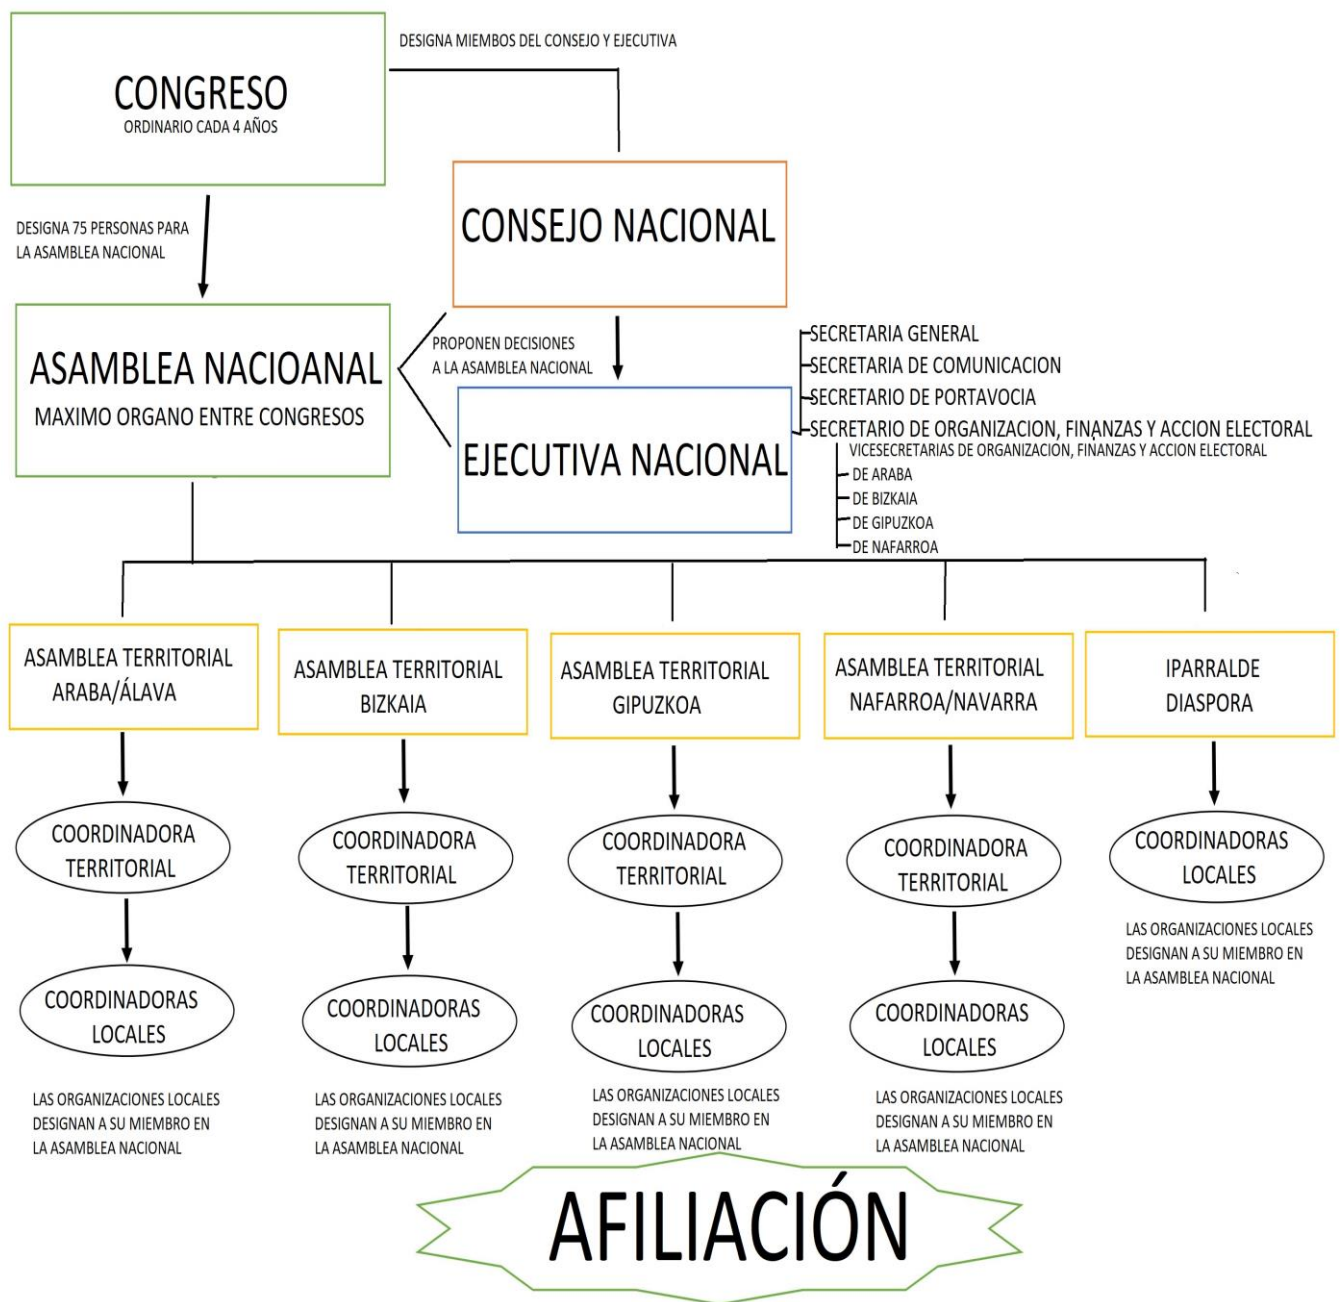 DESIGNA MIEMBOS DEL CONSEJO Y EJECUTIVA
CONGRESO
ORDINARIO CADA 4 AÑOS
DESIGNA 75 PERSONAS PARA
LA ASAMBLEA NACIONAL
CONSEJO NACIONAL
ASAMBLEA NACIOANAL
MAXIMO ORGANO ENTRE CONGRESOS
PROPONEN DECISIONES
A LA ASAMBLEA NACIONAL
EJECUTIVA NACIONAL
SECRETARIA GENERAL
SECRETARIA DE COMUNICACION
SECRETARIO DE PORTAVOCIA
SECRETARIO DE ORGANIZACION, FINANZAS Y ACCION ELECTORAL
VICESECRETARIAS DE ORGANIZACION, FINANZAS Y ACCION ELECTORAL
DE ARABA
DE BIZKAIA
DE GIPUZKOA
DE NAFARROA
ASAMBLEA TERRITORIAL
ARABA/ÁLAVA
ASAMBLEA TERRITORIAL
BIZKAIA
ASAMBLEA TERRITORIAL
GIPUZKOA
ASAMBLEA TERRITORIAL
NAFARROA/NAVARRA
IPARRALDE
DIASPORA
COORDINADORA
TERRITORIAL
COORDINADORA
TERRITORIAL
COORDINADORA
TERRITORIAL
COORDINADORA
TERRITORIAL
COORDINADORAS
LOCALES
LAS ORGANIZACIONES LOCALES
DESIGNAN A SU MIEMBRO EN
LA ASAMBLEA NACIONAL
COORDINADORAS
LOCALES
COORDINADORAS
LOCALES
COORDINADORAS
LOCALES
COORDINADORAS
LOCALES
LAS ORGANIZACIONES LOCALES
DESIGNAN A SU MIEMBRO EN
LA ASAMBLEA NACIONAL
LAS ORGANIZACIONES LOCALES
DESIGNAN A SU MIEMBRO EN
LA ASAMBLEA NACIONAL
LAS ORGANIZACIONES LOCALES
DESIGNAN A SU MIEMBRO EN
LA ASAMBLEA NACIONAL
LAS ORGANIZACIONES LOCALES
DESIGNAN A SU MIEMBRO EN
LA ASAMBLEA NACIONAL
AFILIACIÓN